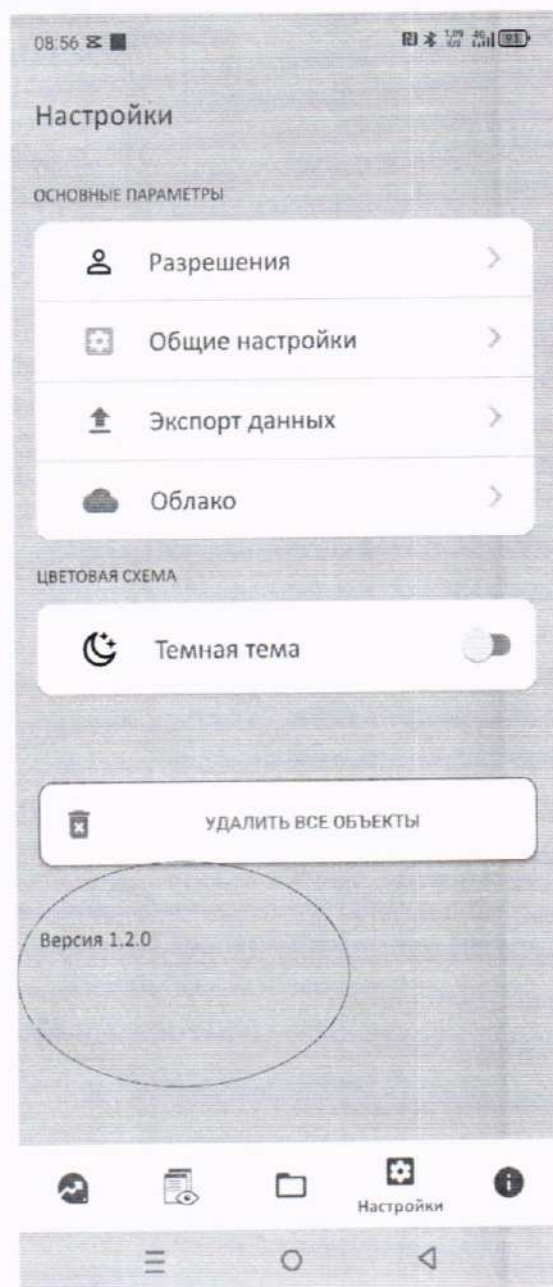 08:56
91
Настройки
ОСНОВНЫЕ ПАРАМЕТРЫ
Разрешения
Общие настройки
Экспорт данных
Облако
ЦВЕТОВАЯ СХЕМА
Темная тема
УДАЛИТЬ ВСЕ ОБЪЕКТЫ
Версия 1.2.0
Настройки